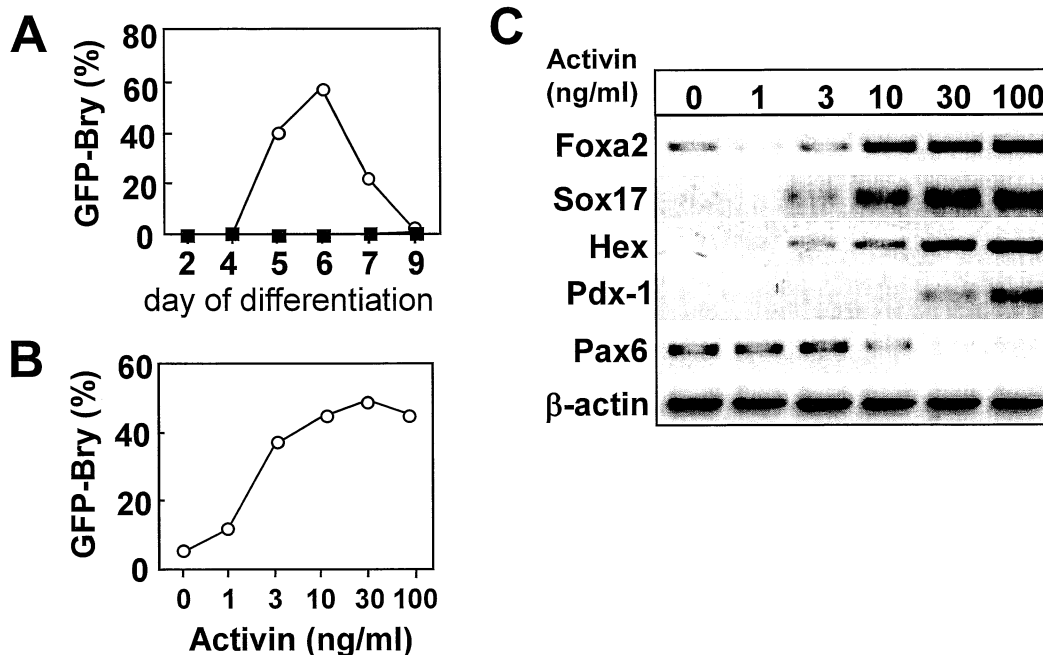 A
GFP-Bry (%)
80
60
40
20
0
2 4 5 6 7 9
day of differentiation
B
GFP-Bry (%)
60
40
20
0
0 1 3 10 30 100
Activin (ng/ml)
C
Activin
(ng/ml) 0 1 3 10 30 100
Foxa2
Sox17
Hex
Pdx-1
Pax6
β-actin